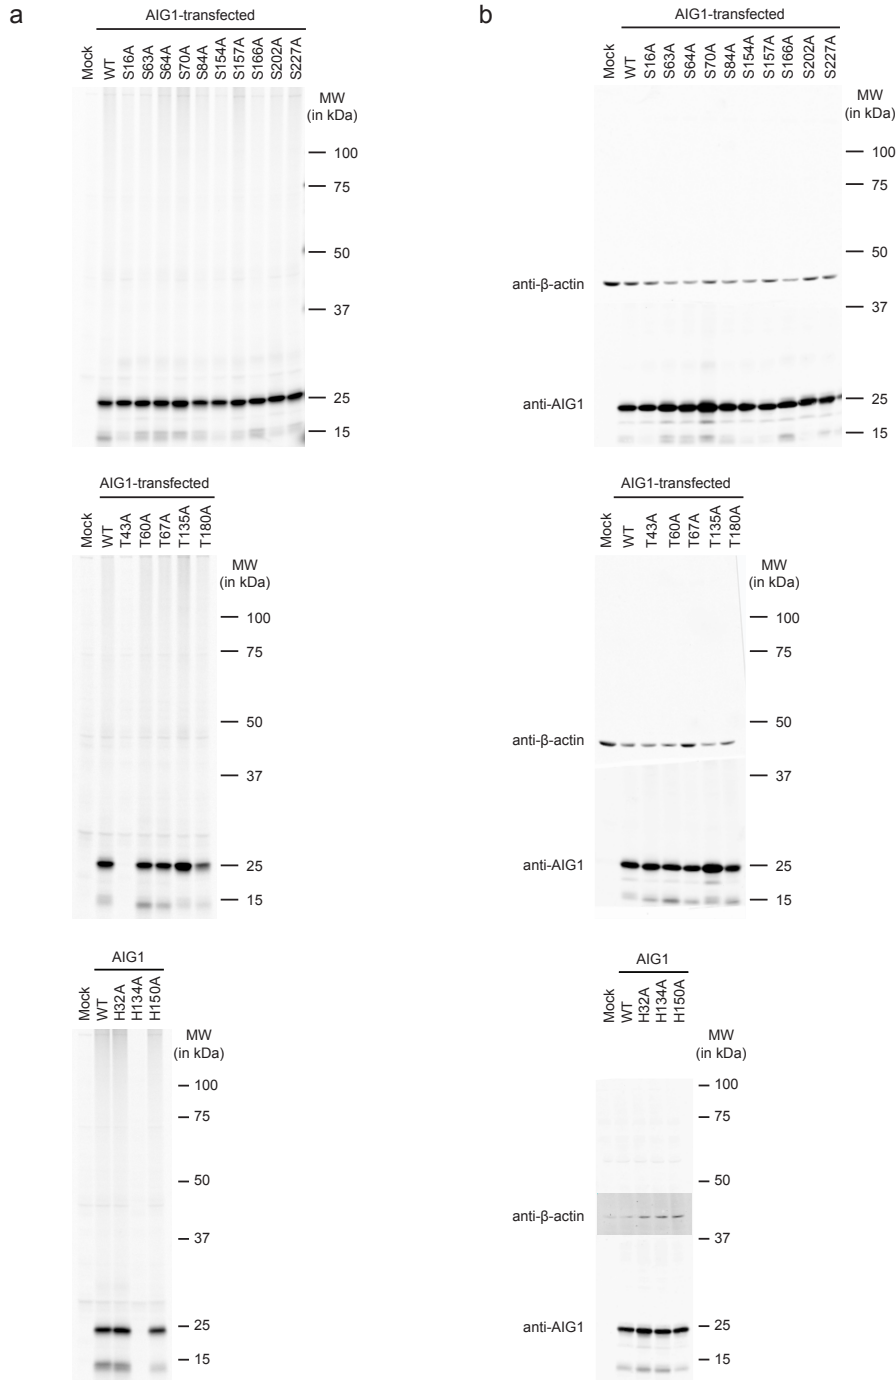 a
AIG1-transfected
Mock
WT
S16A
S63A
S64A
S70A
S84A
S154A
S157A
S166A
S202A
S227A
MW
(in kDa)
100
75
50
37
25
15
b
AIG1-transfected
Mock
WT
S16A
S63A
S64A
S70A
S84A
S154A
S157A
S166A
S202A
S227A
MW
(in kDa)
100
75
50
anti-β-actin
37
anti-AIG1
25
15
AIG1-transfected
Mock
WT
T43A
T60A
T67A
T135A
T180A
MW
(in kDa)
100
75
50
37
25
15
AIG1-transfected
Mock
WT
T43A
T60A
T67A
T135A
T180A
MW
(in kDa)
100
75
50
anti-β-actin
37
anti-AIG1
25
15
AIG1
Mock
WT
H32A
H134A
H150A
MW
(in kDa)
100
75
50
37
25
15
AIG1
Mock
WT
H32A
H134A
H150A
MW
(in kDa)
100
75
50
anti-β-actin
37
anti-AIG1
25
15